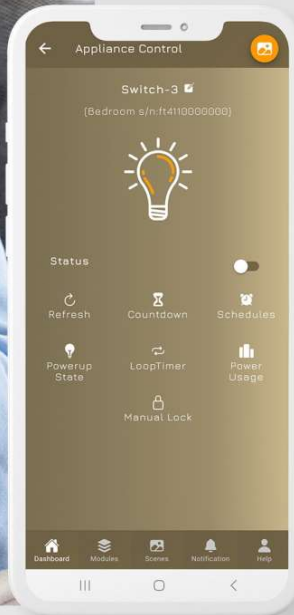 Appliance Control
Switch-3
(Bedroom s/n:ft4110000000)
Status
Refresh
Countdown
Schedules
Powerup
State
LoopTimer
Power
Usage
Manual Lock
Dashboard
Modules
Scenes
Notification
Help